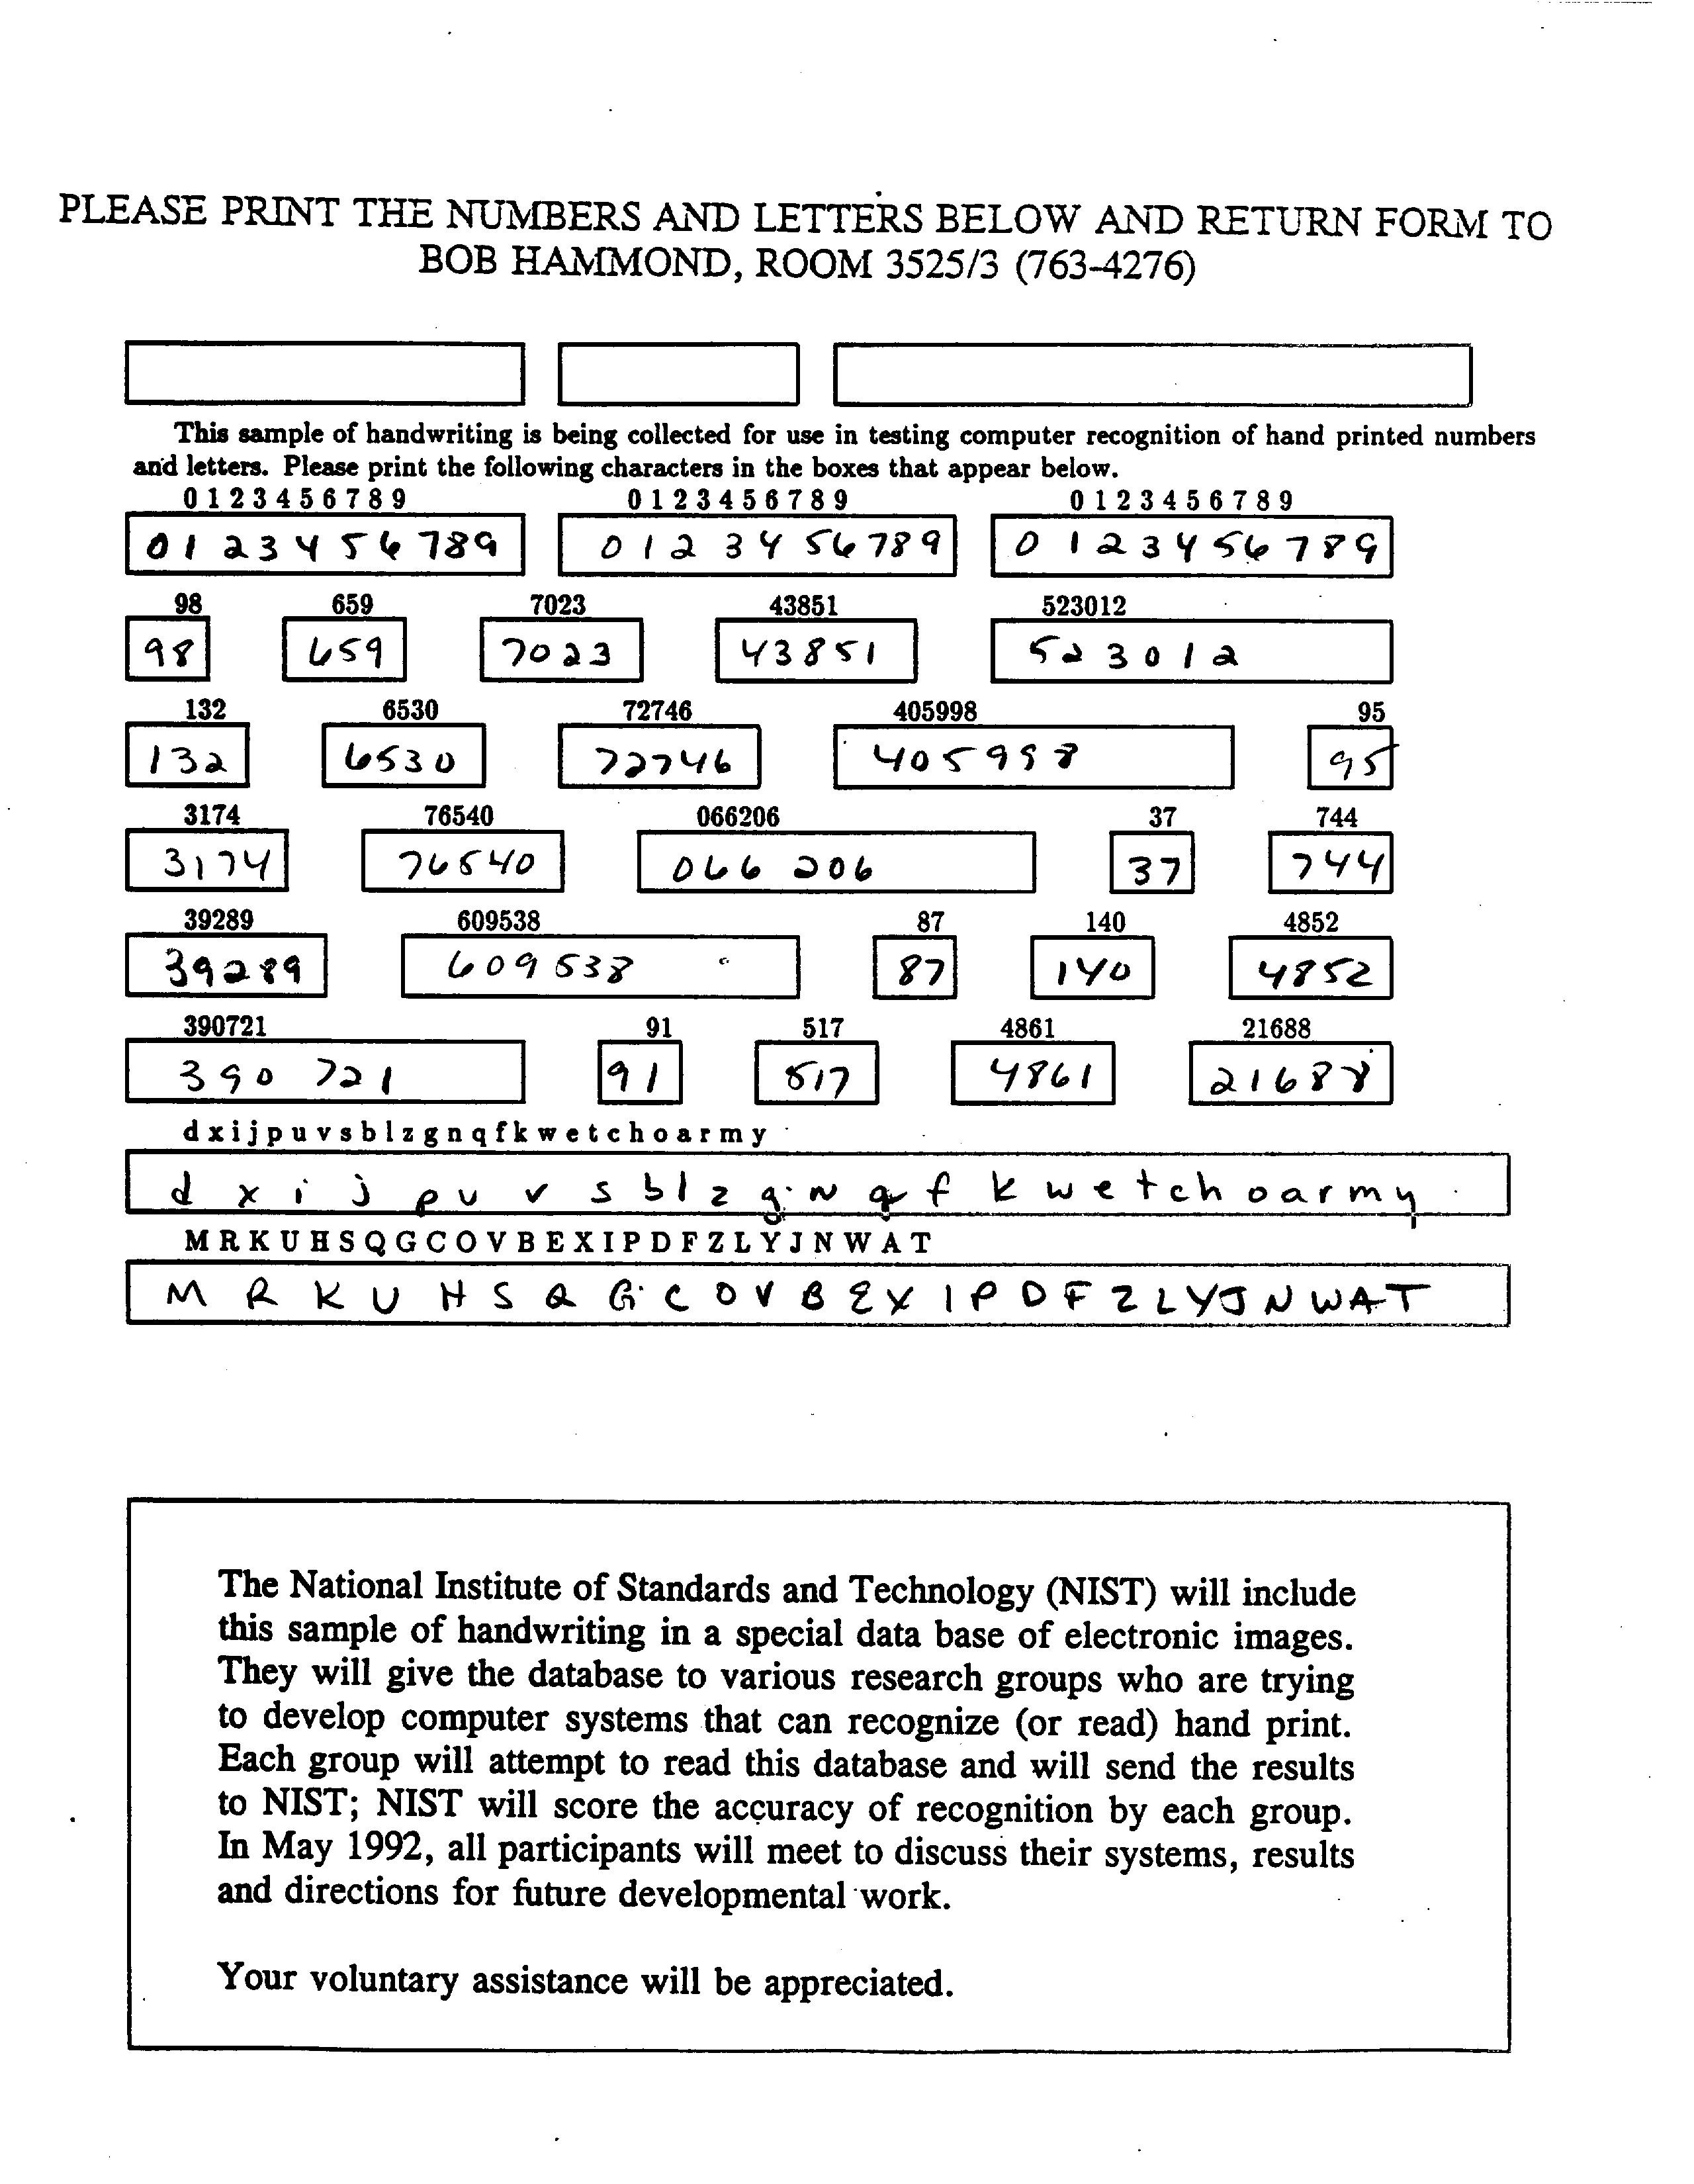 PLEASE PRINT THE NUMBERS AND LETTERS BELOW AND RETURN FORM TO
BOB HAMMOND, ROOM 3525/3 (763-4276)
This sample of handwriting is being collected for use in testing computer recognition of hand printed numbers
and letters. Please print the following characters in the boxes that appear below.
0 1 2 3 4 5 6 7 8 9 0 1 2 3 4 5 6 7 8 9 0 1 2 3 4 5 6 7 8 9
0 1 2 3 4 5 6 7 8 9 0 1 2 3 4 5 6 7 8 9 0 1 2 3 4 5 6 7 8 9
98 659 7023 43851 523012
98 659 7023 43851 523012
132 6530 72746 405998 95
132 6530 72746 405998 95
3174 76540 066206 37 744
3174 76540 066206 37 744
39289 609538 87 140 4852
39289 609538 87 140 4852
390721 91 517 4861 21688
390721 91 517 4861 21688
d x i j p u v s b l z g n q f k w e t c h o a r m y
d x i j p u v s b l z g n q f k w e t c h o a r m y
M R K U H S Q G C O V B E X I P D F Z L Y J N W A T
M R K U H S Q G C O V B E X I P D F Z L Y J N W A T
The National Institute of Standards and Technology (NIST) will include
this sample of handwriting in a special data base of electronic images.
They will give the database to various research groups who are trying
to develop computer systems that can recognize (or read) hand print.
Each group will attempt to read this database and will send the results
to NIST; NIST will score the accuracy of recognition by each group.
In May 1992, all participants will meet to discuss their systems, results
and directions for future developmental work.
Your voluntary assistance will be appreciated.